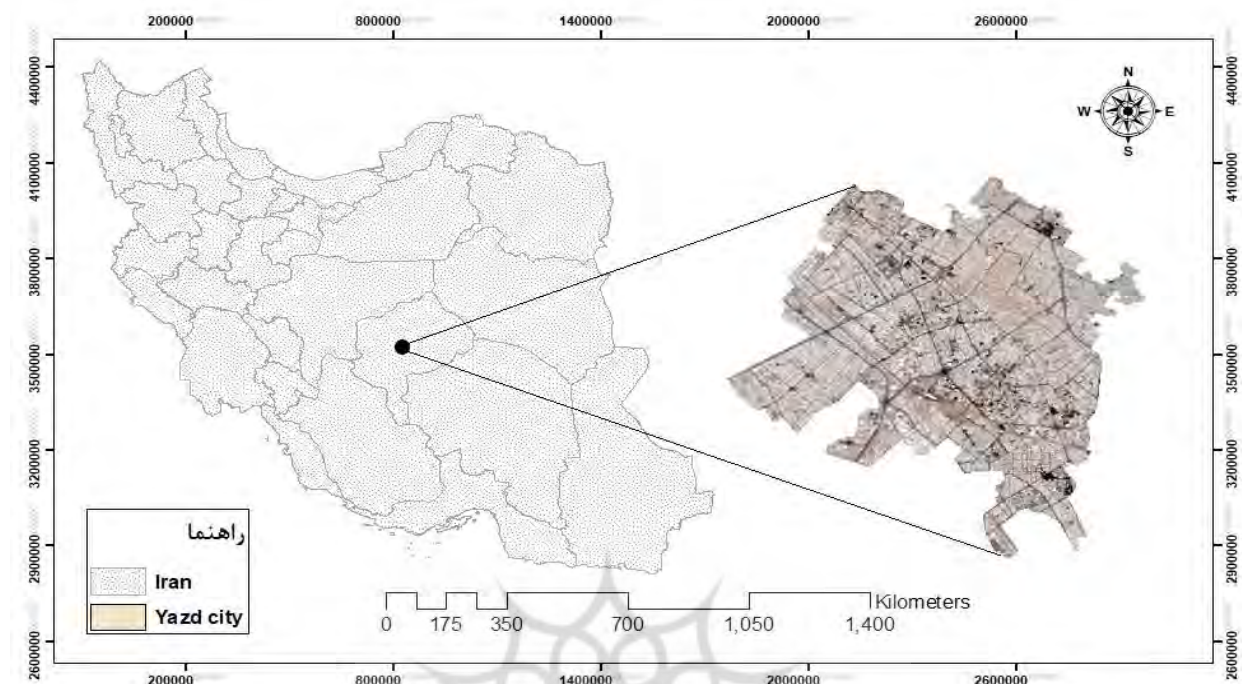 200000 800000 1400000 2000000 2600000
4400000 4400000
4100000 4100000
3800000 3800000
3500000 3500000
3200000 3200000
2900000 2900000
2600000 2600000
N
W E
S
راهنما
Iran
Yazd city
Kilometers
0 175 350 700 1,050 1,400
200000 800000 1400000 2000000 2600000